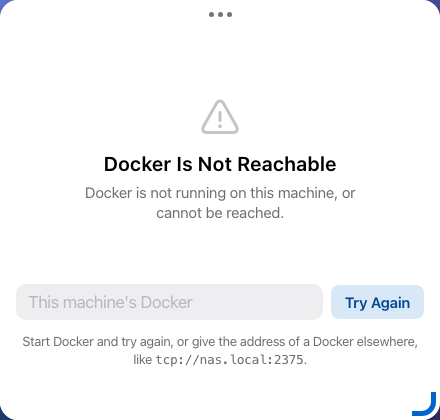 Docker Is Not Reachable
Docker is not running on this machine, or
cannot be reached.
This machine's Docker
Try Again
Start Docker and try again, or give the address of a Docker elsewhere,
like tcp://nas.local:2375.